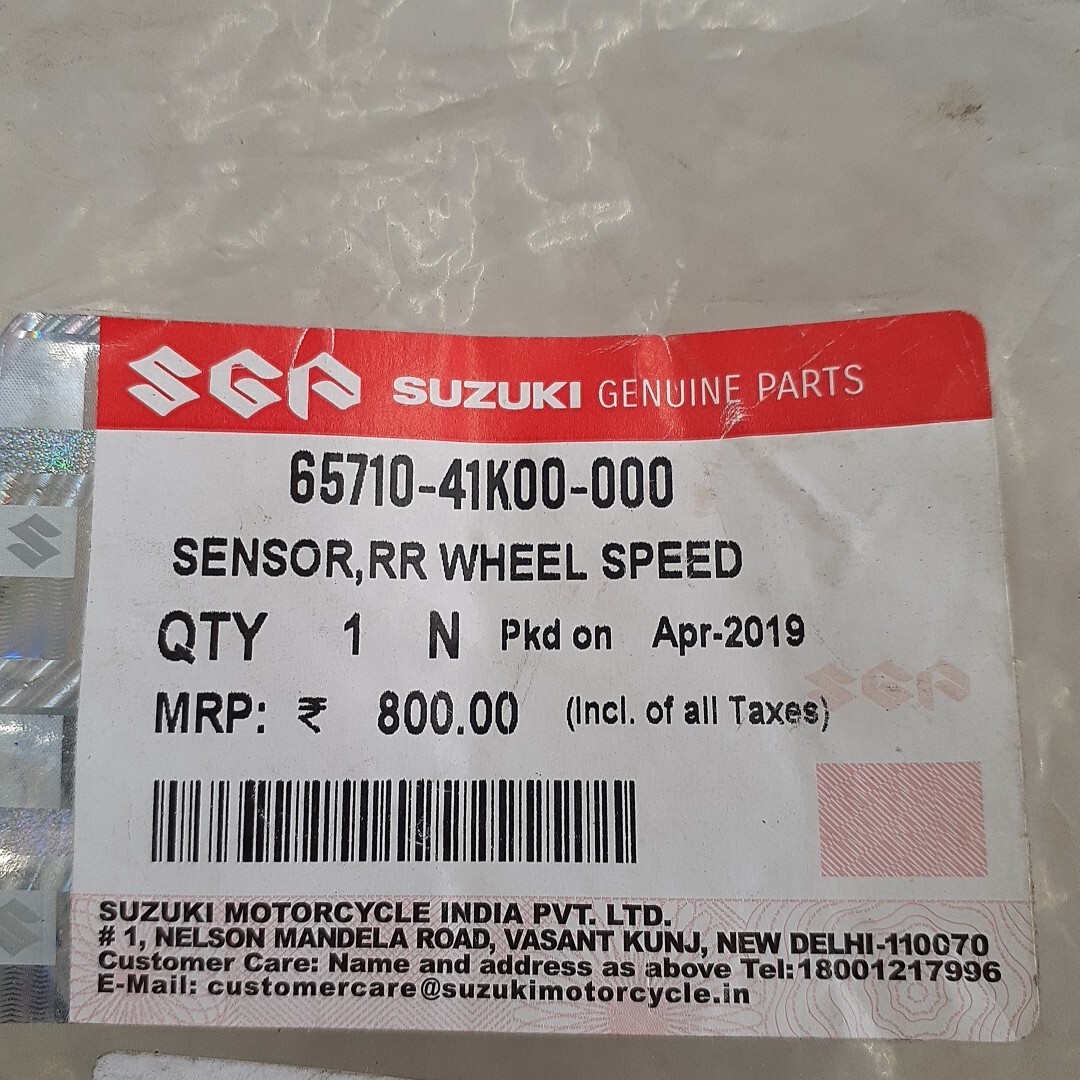 SGP SUZUKI GENUINE PARTS
65710-41K00-000
SENSOR,RR WHEEL SPEED
QTY 1 N Pkd on Apr-2019
SGP
MRP: ₹ 800.00 (Incl. of all Taxes)
SUZUKI MOTORCYCLE INDIA PVT. LTD.
# 1, NELSON MANDELA ROAD, VASANT KUNJ, NEW DELHI-110070
Customer Care: Name and address as above Tel:18001217996
E-Mail: customercare@suzukimotorcycle.in